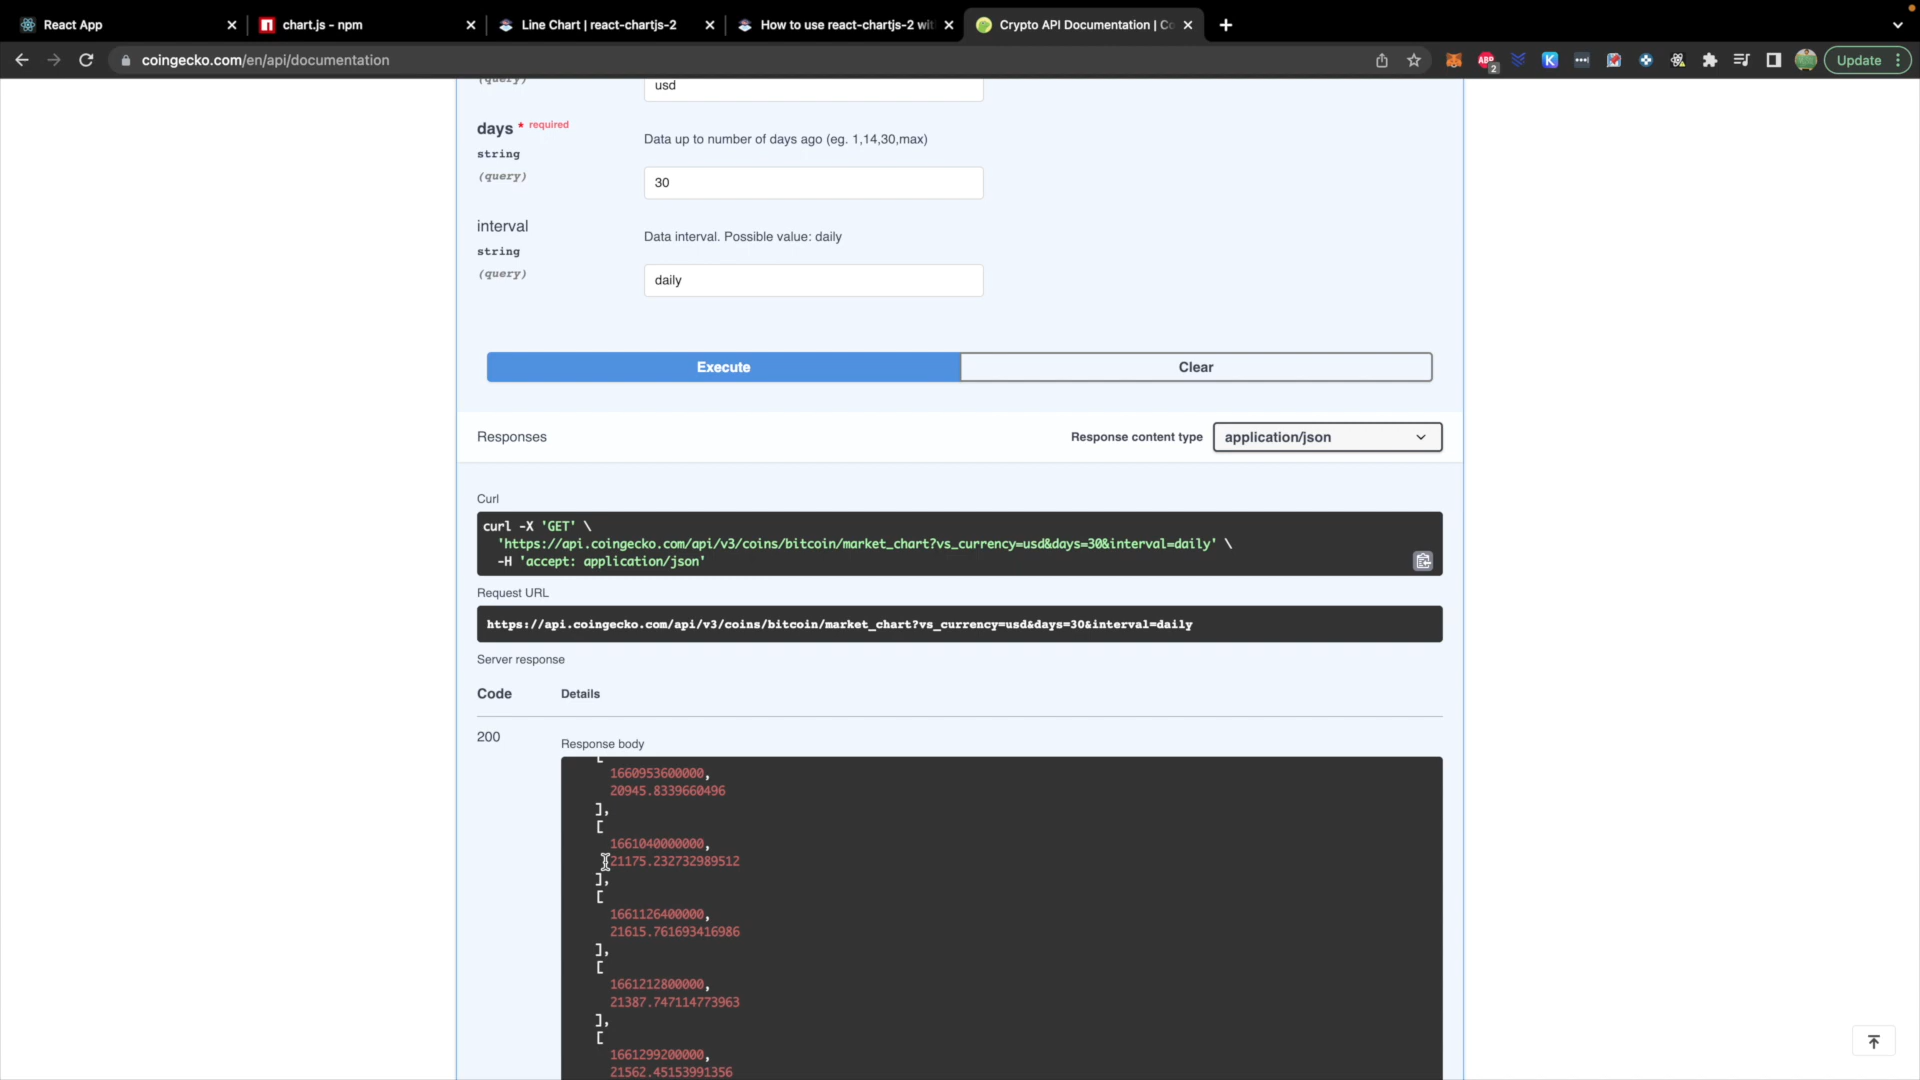 React App
chart.js - npm
Line Chart | react-chartjs-2
How to use react-chartjs-2 wit
Crypto API Documentation | Co
coingecko.com/en/api/documentation
ABP
2
K
Update
(query)
usd
days * required
Data up to number of days ago (eg. 1,14,30,max)
string
(query)
30
interval
Data interval. Possible value: daily
string
(query)
daily
Execute
Clear
Responses
Response content type
application/json
Curl
curl -X 'GET' \
'https://api.coingecko.com/api/v3/coins/bitcoin/market_chart?vs_currency=usd&days=30&interval=daily' \
-H 'accept: application/json'
Request URL
https://api.coingecko.com/api/v3/coins/bitcoin/market_chart?vs_currency=usd&days=30&interval=daily
Server response
Code
Details
200
Response body
[
1660953600000,
20945.8339660496
],
[
1661040000000,
21175.232732989512
],
[
1661126400000,
21615.761693416986
],
[
1661212800000,
21387.747114773963
],
[
1661299200000,
21562.45153991356